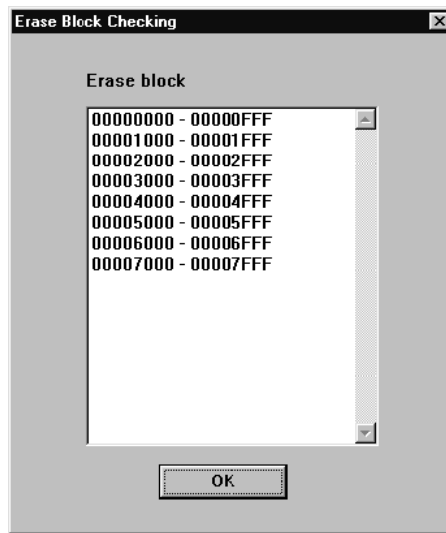 Erase Block Checking
Erase block
00000000 - 00000FFF
00001000 - 00001FFF
00002000 - 00002FFF
00003000 - 00003FFF
00004000 - 00004FFF
00005000 - 00005FFF
00006000 - 00006FFF
00007000 - 00007FFF
OK